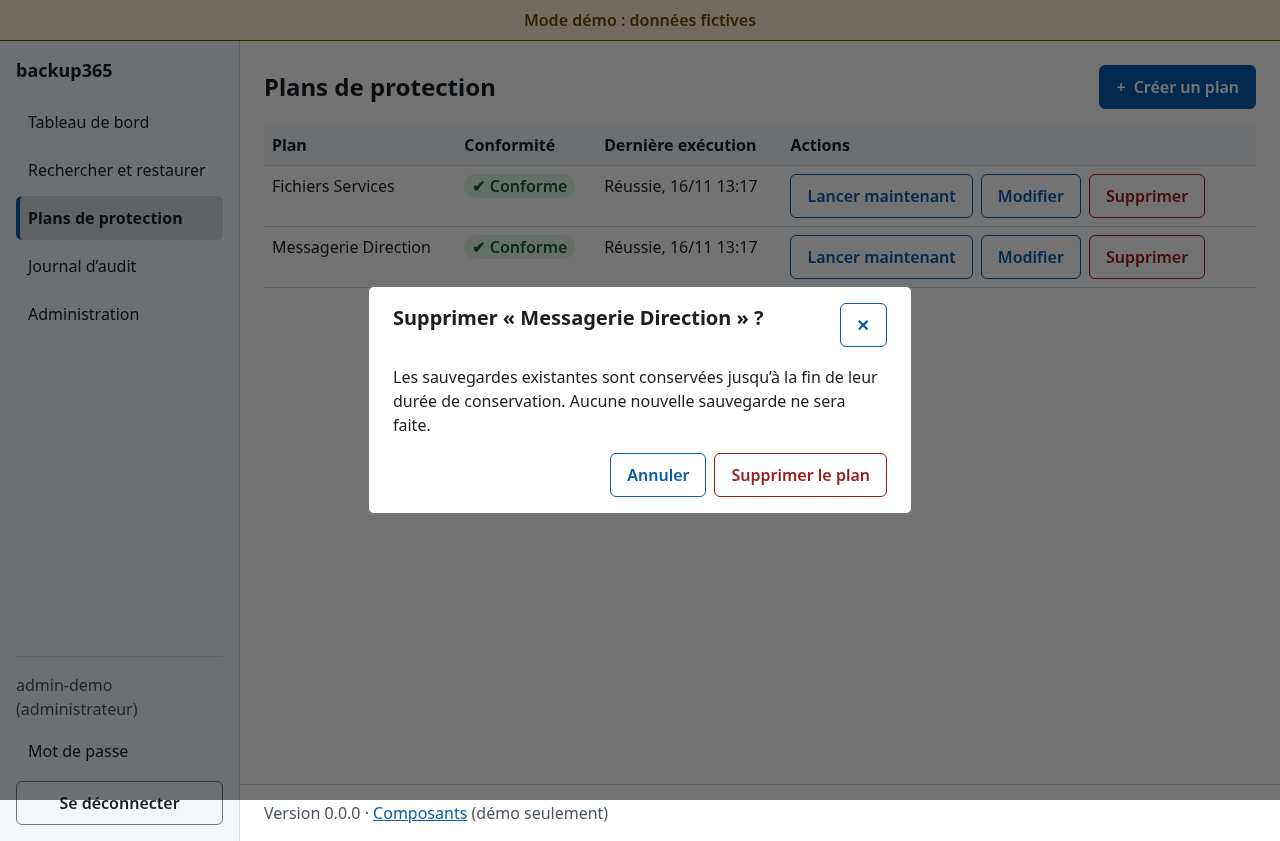 Mode démo : données fictives
backup365
Tableau de bord
Rechercher et restaurer
Plans de protection
Journal d’audit
Administration
admin-demo
(administrateur)
Mot de passe
Se déconnecter
Plans de protection
+ Créer un plan
Plan Conformité Dernière exécution Actions
Fichiers Services ✔ Conforme Réussie, 16/11 13:17 Lancer maintenant Modifier Supprimer
Messagerie Direction ✔ Conforme Réussie, 16/11 13:17 Lancer maintenant Modifier Supprimer
Supprimer « Messagerie Direction » ?
×
Les sauvegardes existantes sont conservées jusqu’à la fin de leur
durée de conservation. Aucune nouvelle sauvegarde ne sera
faite.
Annuler Supprimer le plan
Version 0.0.0 · Composants (démo seulement)